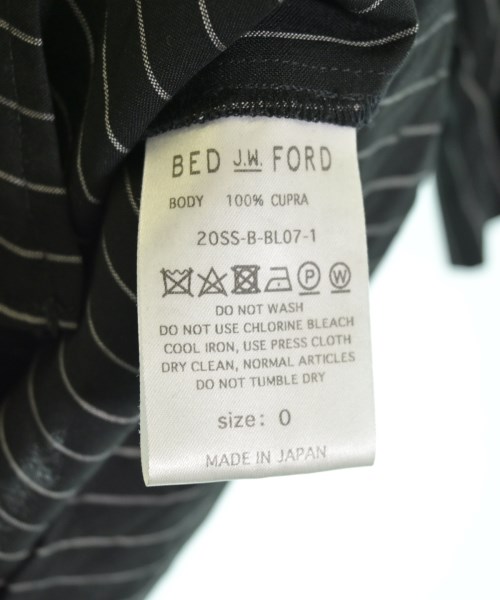 BED J.W. FORD
BODY 100% CUPRA
20SS-B-BL07-1
P W
DO NOT WASH
DO NOT USE CHLORINE BLEACH
COOL IRON, USE PRESS CLOTH
DRY CLEAN, NORMAL ARTICLES
DO NOT TUMBLE DRY
size: 0
MADE IN JAPAN